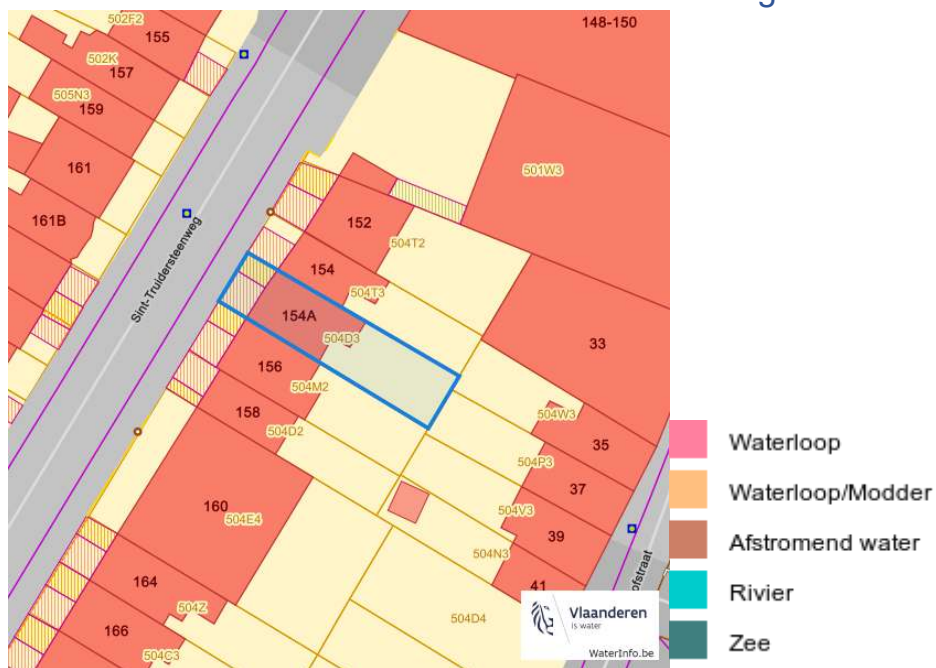 g
148-150
502F2
155
502K
157
505N3
159
161
161B
501W3
152
504T2
Sint-Truidersteenweg
154
504T3
154A
504D3
33
156
504M2
158
504D2
504W3
35
504P3
37
160
504E4
504V3
39
504N3
41
ofstraat
164
504Z
504D4
166
504C3
Vlaanderen
is water
WaterInfo.be
Waterloop
Waterloop/Modder
Afstromend water
Rivier
Zee